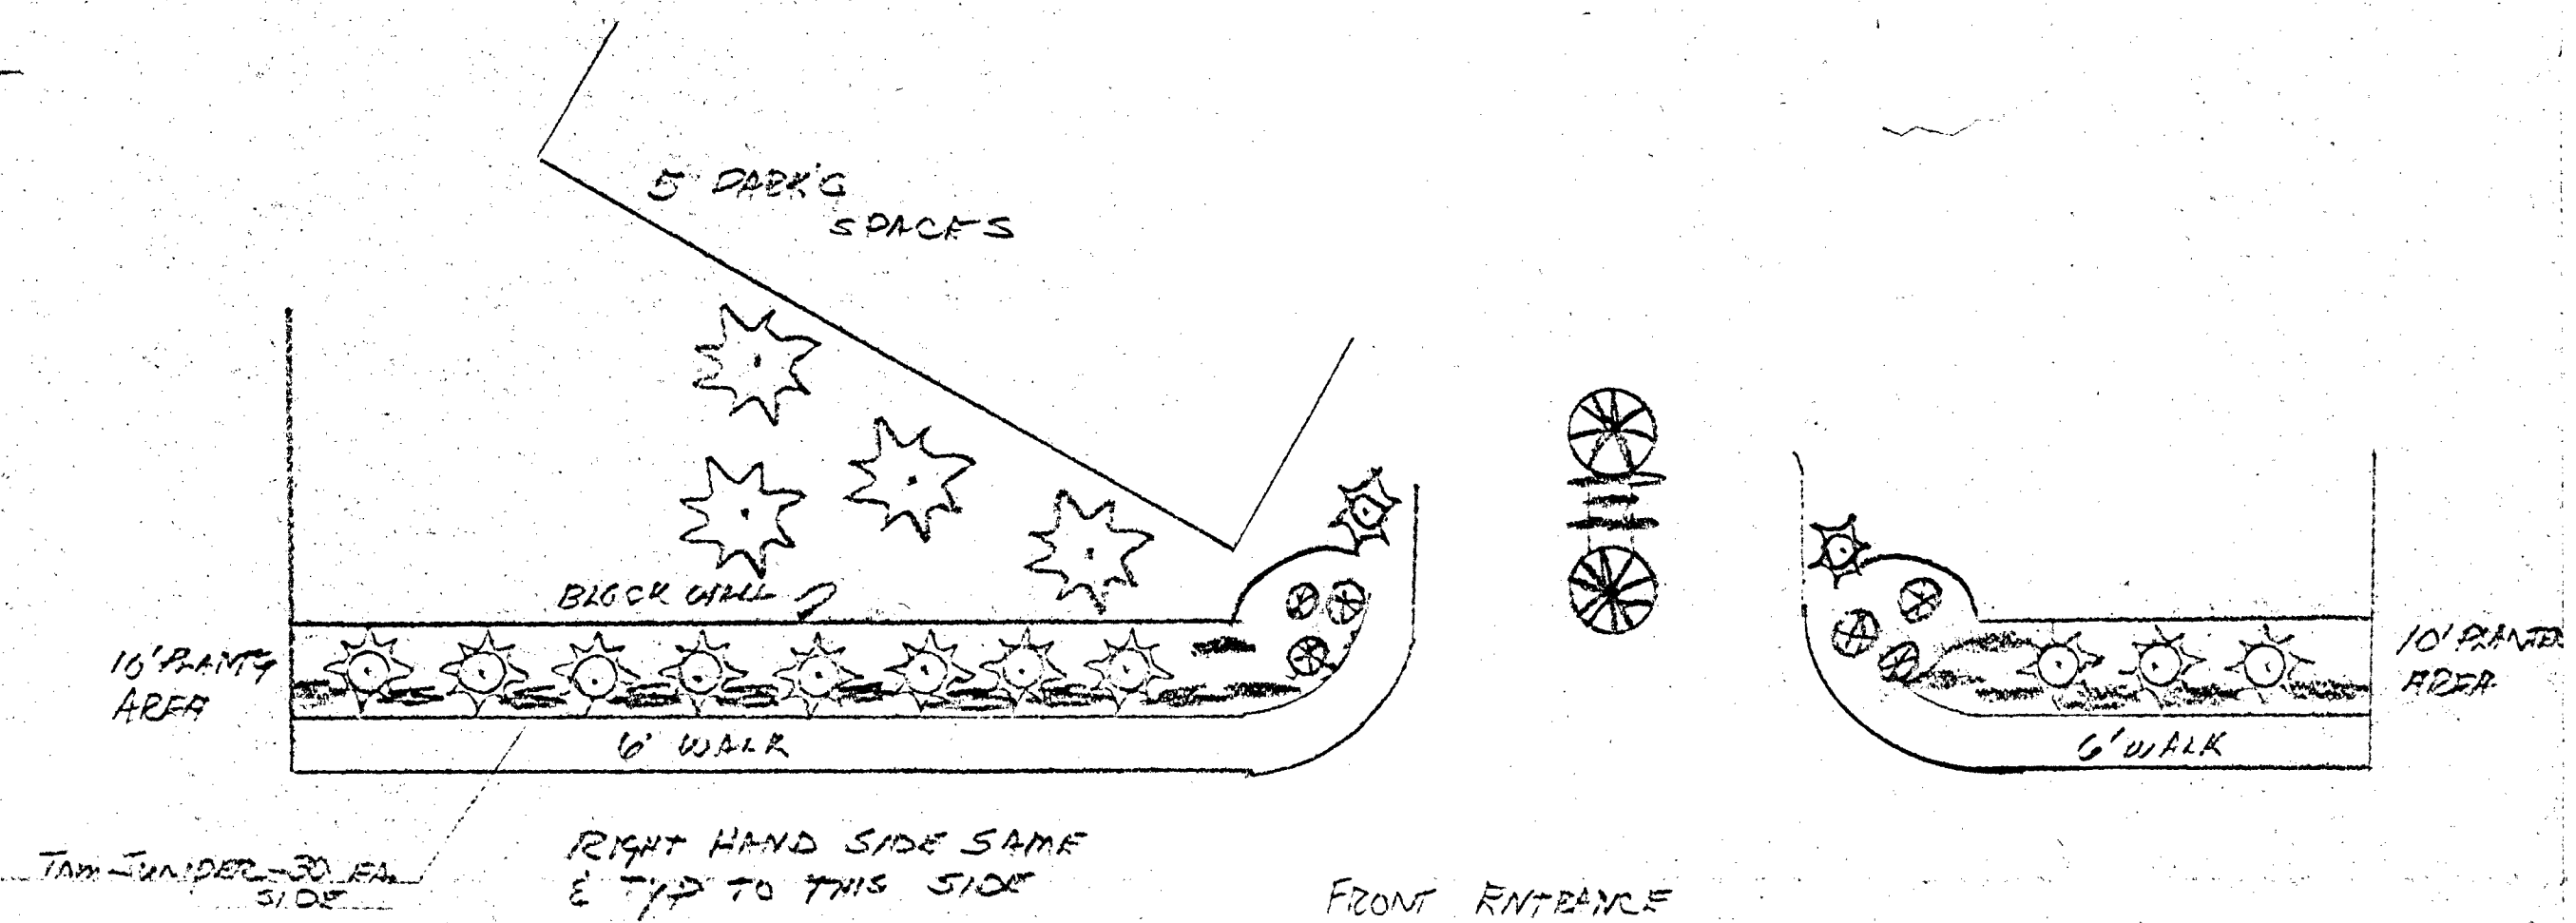 5 PARK'G
SPACES
BLOCK WALL
10' PLANT'G
AREA
10' PLANTER
AREA
6' WALK
6' WALK
TAM JUNIPER-30 EA.
SIDE
RIGHT HAND SIDE SAME
& TYP TO THIS SIDE
FRONT ENTRANCE